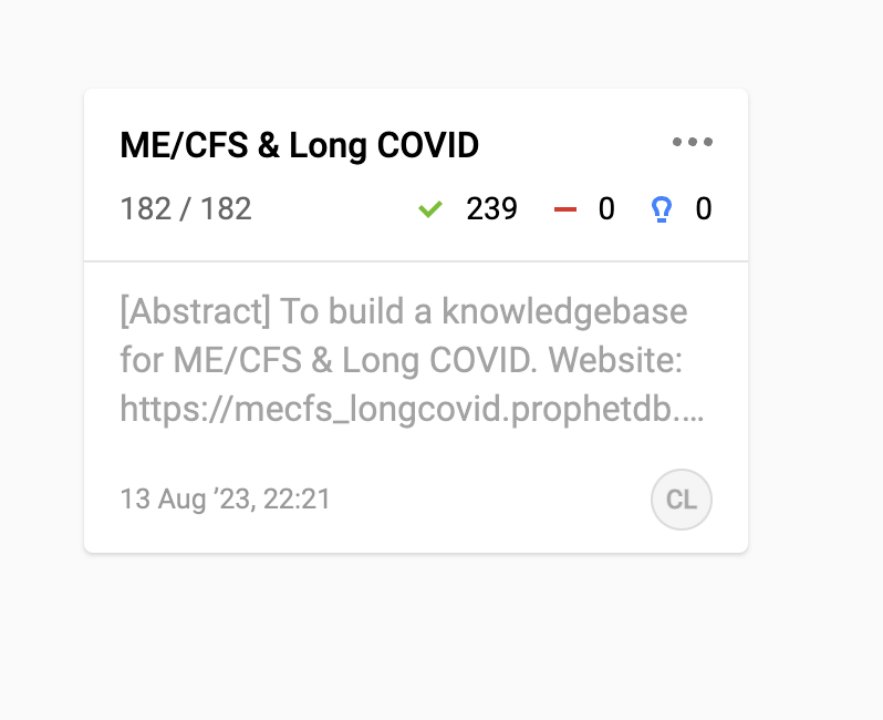 ME/CFS & Long COVID
182 / 182 239 0 0
[Abstract] To build a knowledgebase
for ME/CFS & Long COVID. Website:
https://mecfs_longcovid.prophetdb.…
13 Aug ’23, 22:21 CL